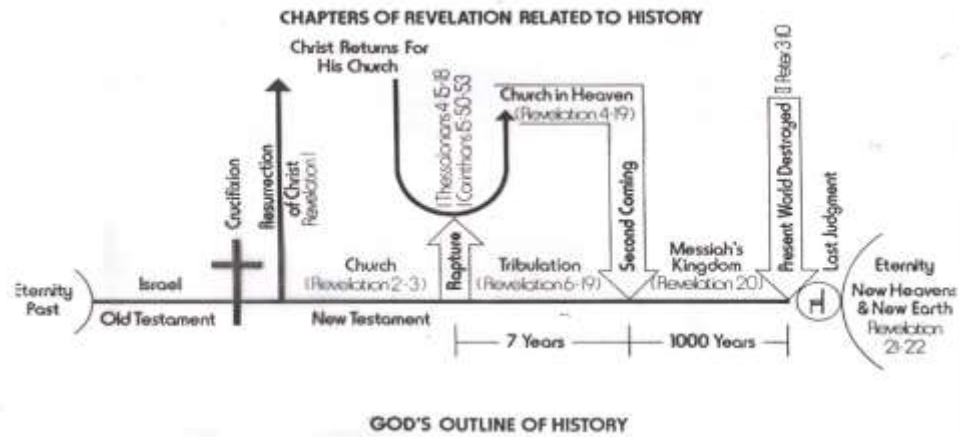 CHAPTERS OF REVELATION RELATED TO HISTORY
Christ Returns For
His Church
I Thessalonians 4:15-18
I Corinthians 15:50-53
Church in Heaven
(Revelation 4-19)
Present World Destroyed II Peter 3:10
Last Judgment
Crucifixion
Resurrection
of Christ
Revelation 1
Rapture
Second Coming
Eternity
Past
Israel
Old Testament
Church
(Revelation 2-3)
New Testament
Tribulation
(Revelation 6-19)
Messiah's
Kingdom
(Revelation 20)
Eternity
New Heavens
& New Earth
Revelation
21-22
7 Years
1000 Years
GOD'S OUTLINE OF HISTORY